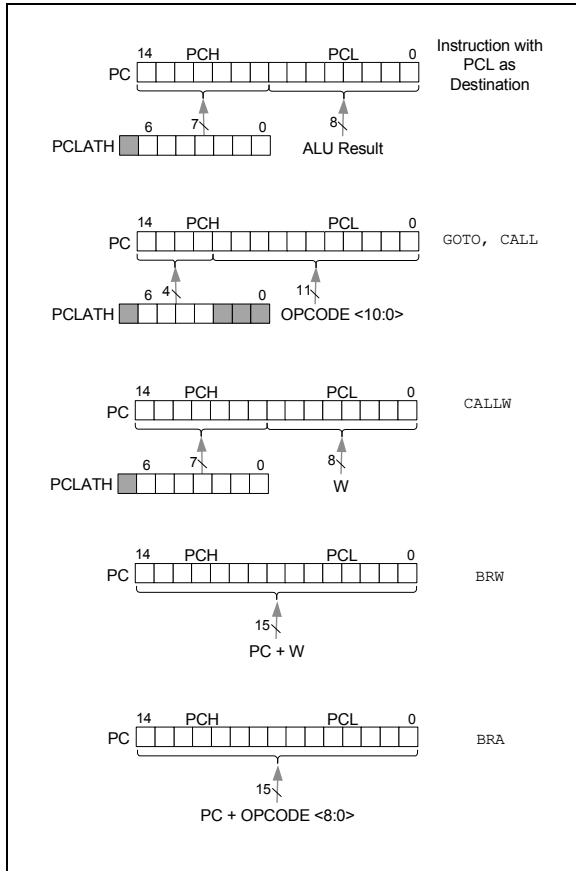 14 PCH PCL 0
PC
Instruction with
PCL as
Destination
6 7 0 8
PCLATH
ALU Result
14 PCH PCL 0
PC
GOTO, CALL
6 4 0 11
PCLATH
OPCODE <10:0>
14 PCH PCL 0
PC
CALLW
6 7 0 8
PCLATH
W
14 PCH PCL 0
PC
BRW
15
PC + W
14 PCH PCL 0
PC
BRA
15
PC + OPCODE <8:0>